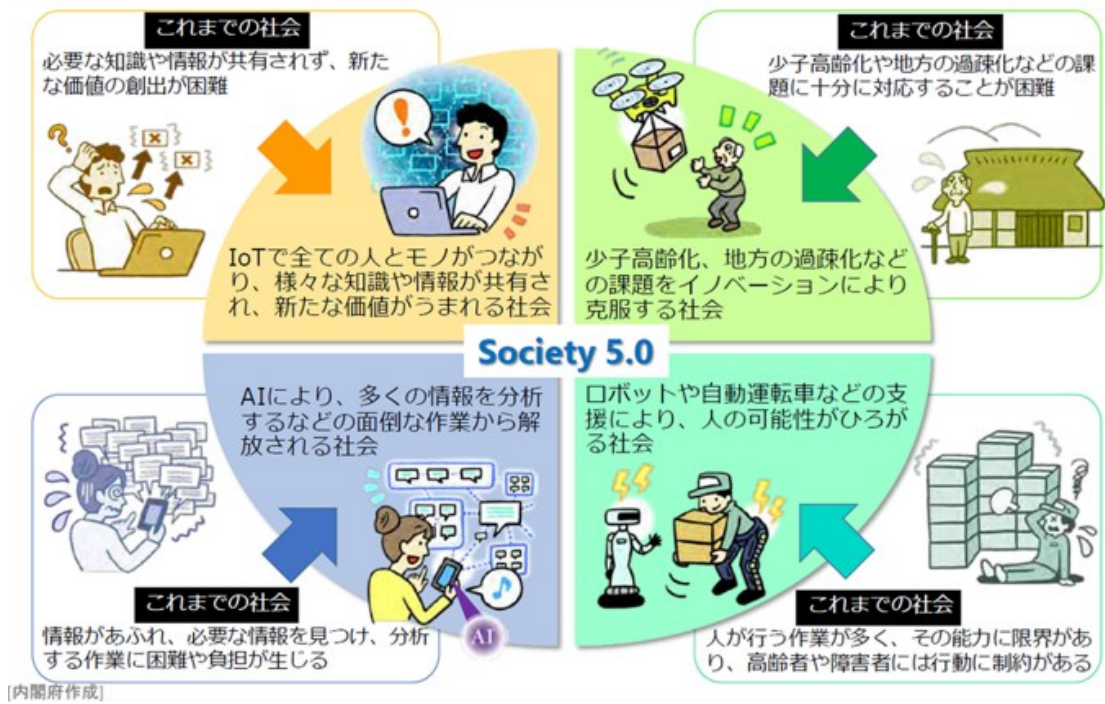 これまでの社会
必要な知識や情報が共有されず、新た
な価値の創出が困難
IoTで全ての人とモノがつなが
り、様々な知識や情報が共有さ
れ、新たな価値がうまれる社会
これまでの社会
少子高齢化や地方の過疎化などの課
題に十分に対応することが困難
少子高齢化、地方の過疎化など
の課題をイノベーションにより
克服する社会
Society 5.0
AIにより、多くの情報を分析
するなどの面倒な作業から解
放される社会
AI
これまでの社会
情報があふれ、必要な情報を見つけ、分析
する作業に困難や負担が生じる
ロボットや自動運転車などの支
援により、人の可能性がひろが
る社会
これまでの社会
人が行う作業が多く、その能力に限界があ
り、高齢者や障害者には行動に制約がある
[内閣府作成]